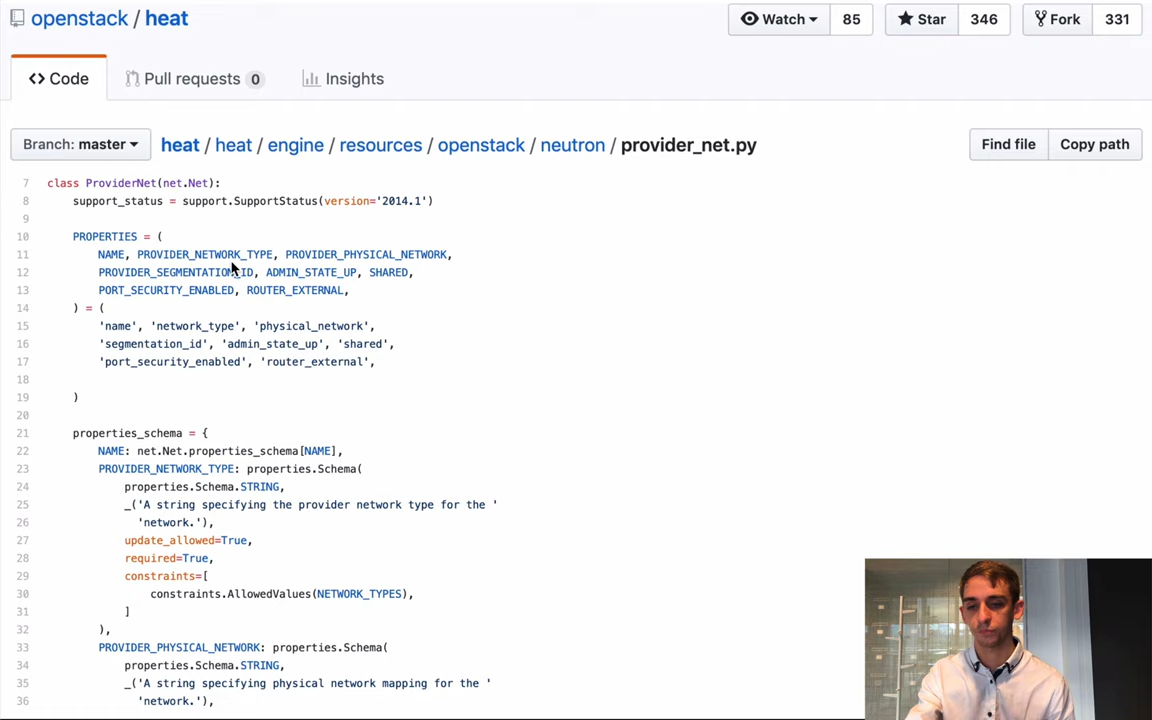 openstack / heat
Watch 85 Star 346 Fork 331
Code Pull requests 0 Insights
Branch: master heat / heat / engine / resources / openstack / neutron / provider_net.py Find file Copy path
7 class ProviderNet(net.Net):
8 support_status = support.SupportStatus(version='2014.1')
9
10 PROPERTIES = (
11 NAME, PROVIDER_NETWORK_TYPE, PROVIDER_PHYSICAL_NETWORK,
12 PROVIDER_SEGMENTATION_ID, ADMIN_STATE_UP, SHARED,
13 PORT_SECURITY_ENABLED, ROUTER_EXTERNAL,
14 ) = (
15 'name', 'network_type', 'physical_network',
16 'segmentation_id', 'admin_state_up', 'shared',
17 'port_security_enabled', 'router_external',
18
19 )
20
21 properties_schema = {
22 NAME: net.Net.properties_schema[NAME],
23 PROVIDER_NETWORK_TYPE: properties.Schema(
24 properties.Schema.STRING,
25 _('A string specifying the provider network type for the '
26 'network.'),
27 update_allowed=True,
28 required=True,
29 constraints=[
30 constraints.AllowedValues(NETWORK_TYPES),
31 ]
32 ),
33 PROVIDER_PHYSICAL_NETWORK: properties.Schema(
34 properties.Schema.STRING,
35 _('A string specifying physical network mapping for the '
36 'network.'),